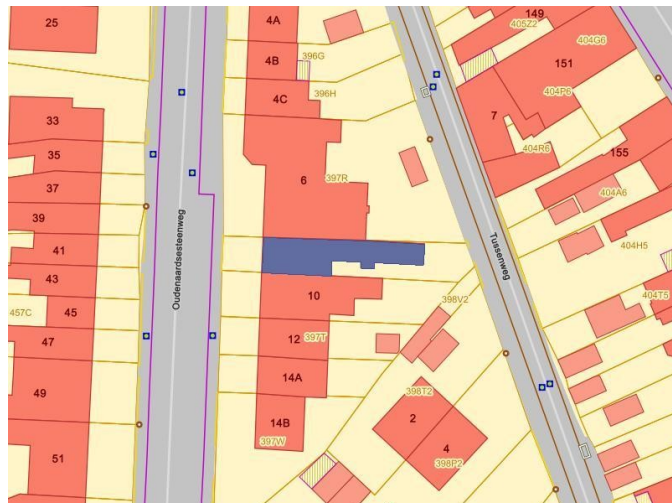 25
4A
4B
396G
4C
396H
149
405Z2
404G6
151
404P6
7
404R6
33
35
37
39
41
43
45
457C
47
49
51
6
397R
155
404A6
404H5
404T5
Oudenaardsesteenweg
Tussenweg
10
398V2
12
397T
14A
14B
397W
398T2
2
4
398P2